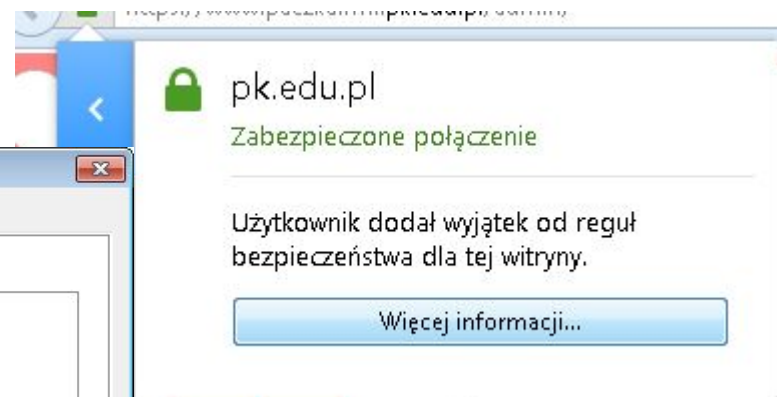 pk.edu.pl
Zabezpieczone połączenie
Użytkownik dodał wyjątek od reguł
bezpieczeństwa dla tej witryny.
Więcej informacji...